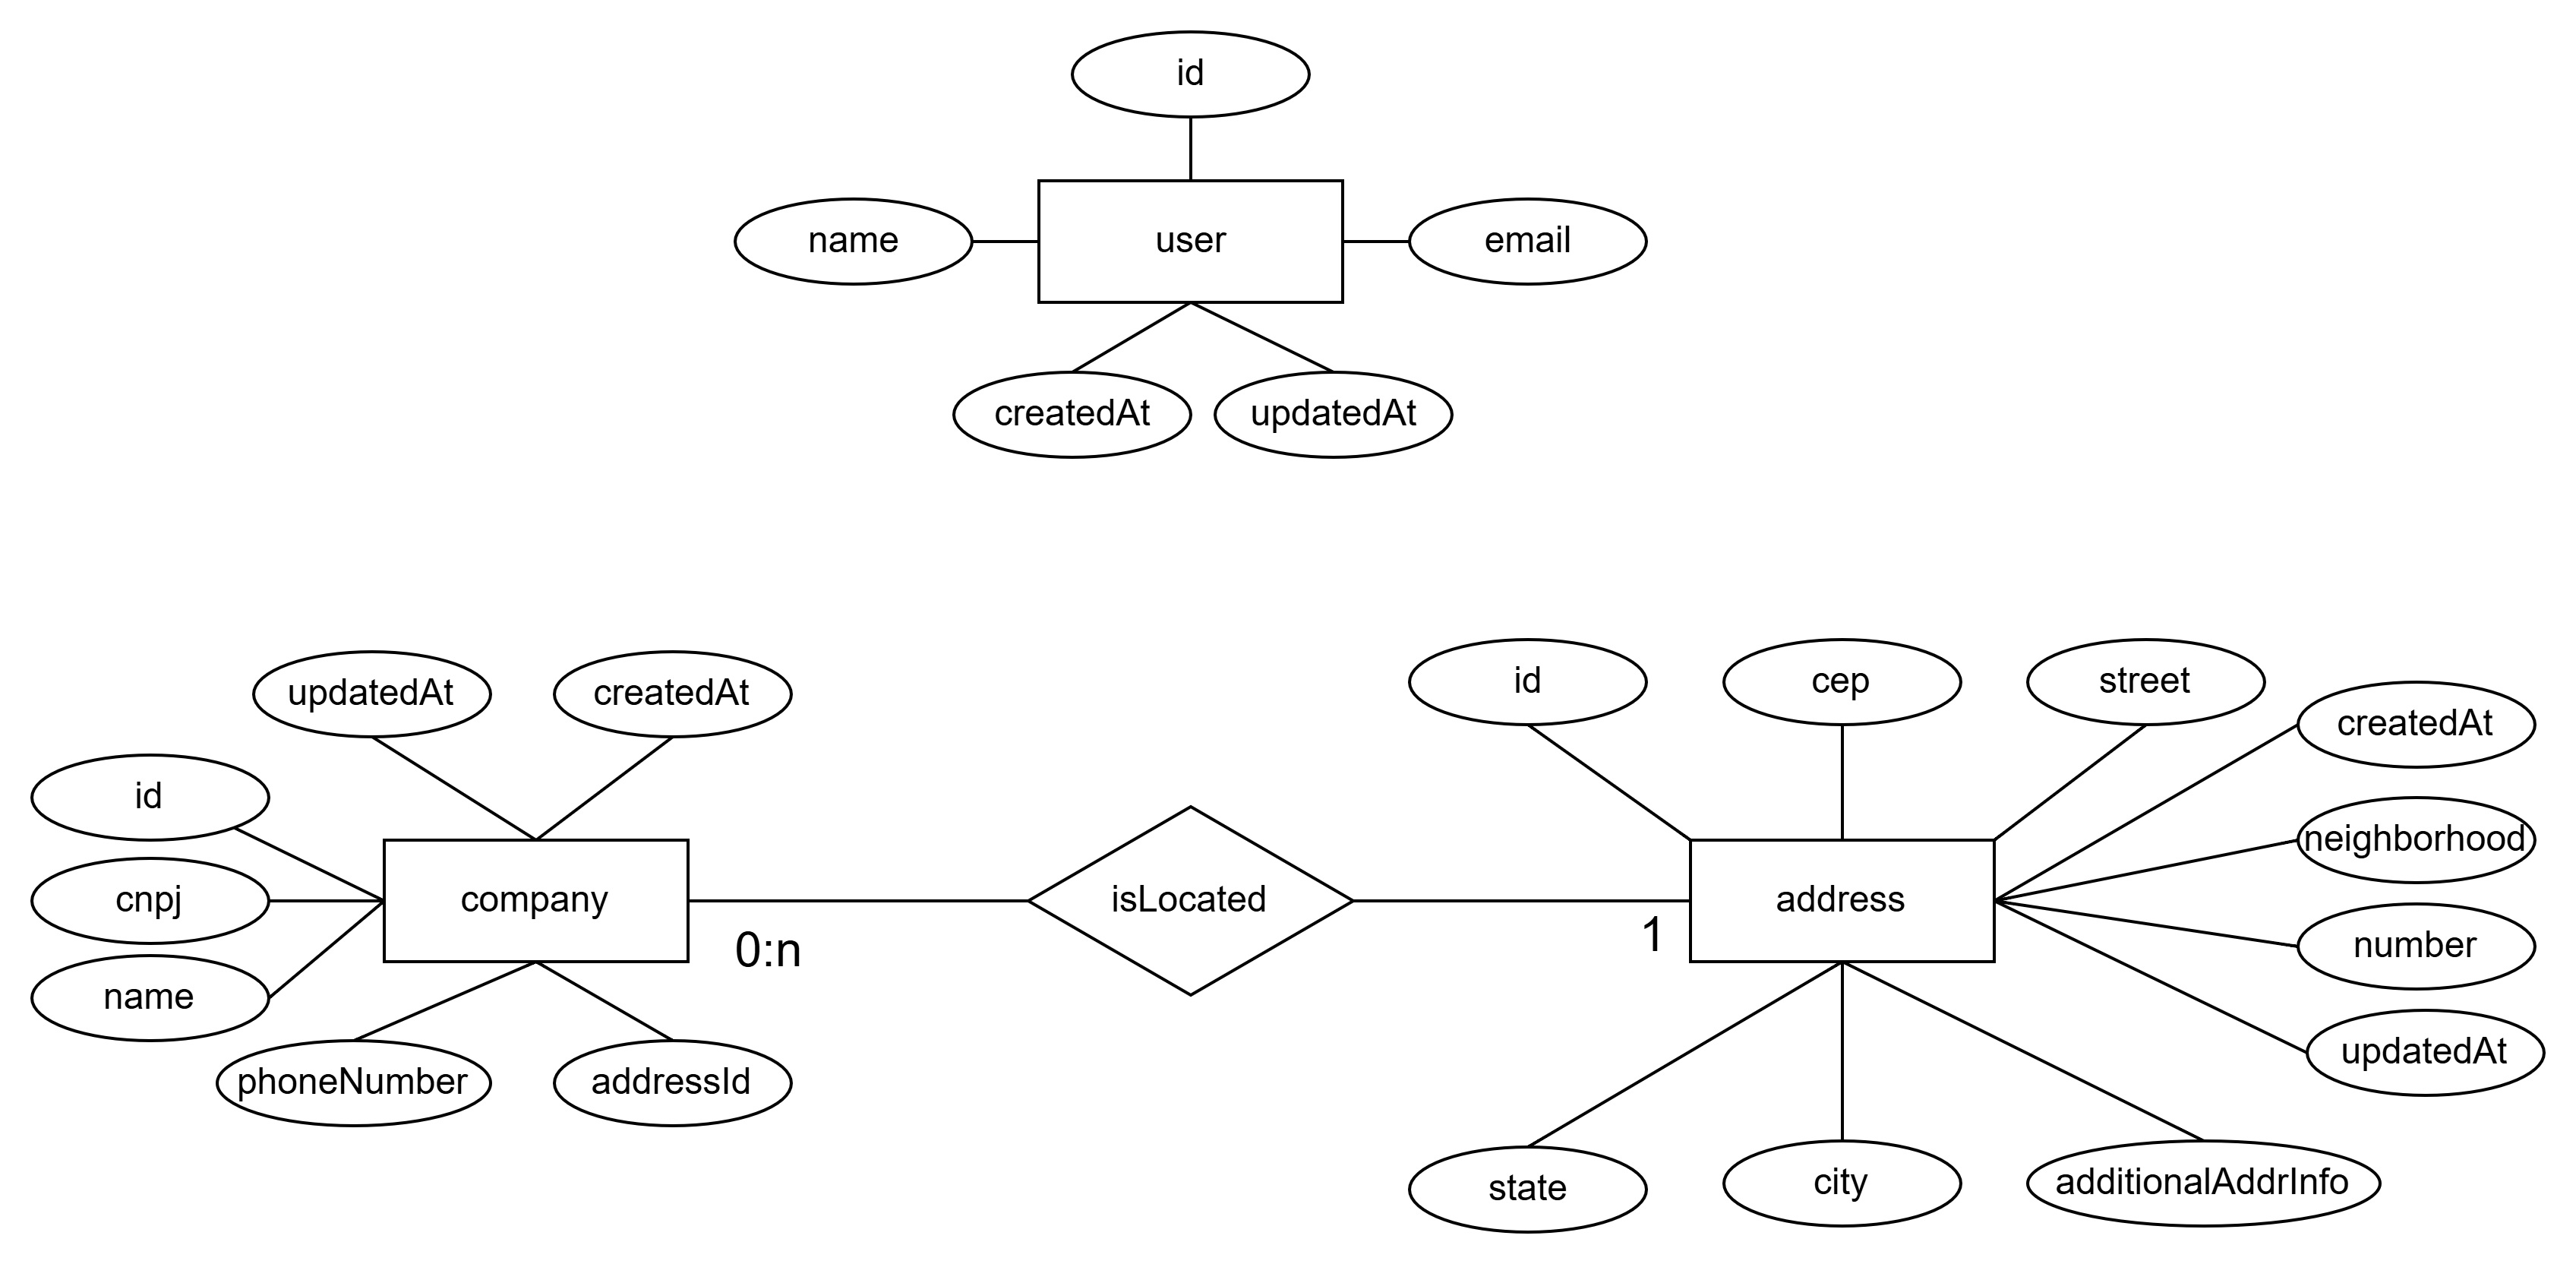 id
name
user
email
createdAt
updatedAt
updatedAt
createdAt
id
cnpj
name
company
phoneNumber
addressId
0:n
isLocated
1
id
cep
street
createdAt
neighborhood
number
updatedAt
address
state
city
additionalAddrInfo